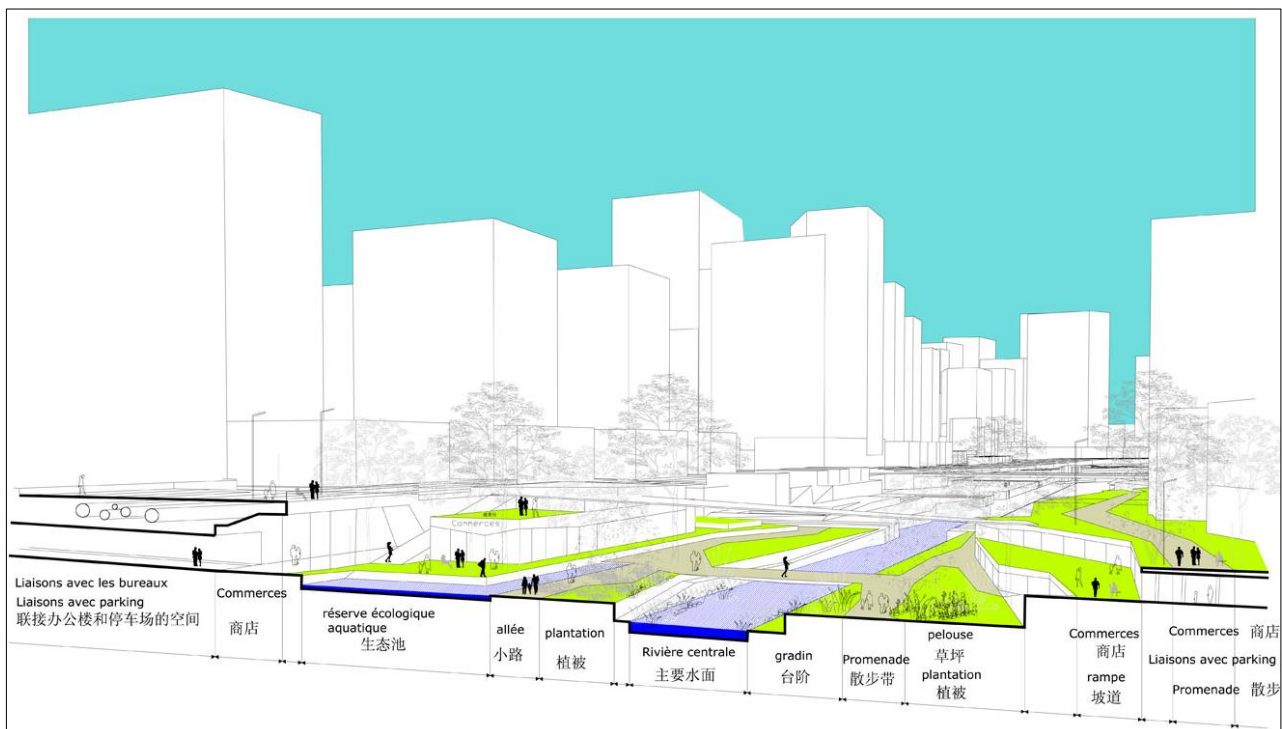 Commerces
Liaisons avec les bureaux
Liaisons avec parking
联接办公楼和停车场的空间
Commerces
商店
réserve écologique
aquatique
生态池
allée
小路
plantation
植被
Rivière centrale
主要水面
gradin
台阶
Promenade
散步带
pelouse
草坪
plantation
植被
Commerces
商店
rampe
坡道
Commerces 商店
Liaisons avec parking
Promenade 散步